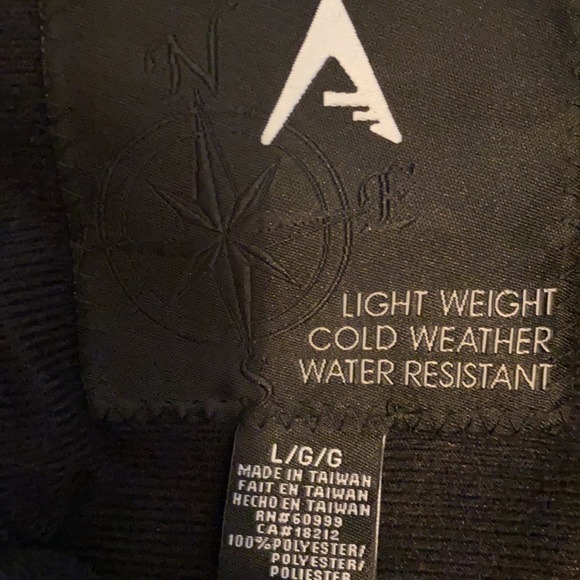 N
E
S
LIGHT WEIGHT
COLD WEATHER
WATER RESISTANT
L/G/G
MADE IN TAIWAN
FAIT EN TAIWAN
HECHO EN TAIWAN
RN#60999
CA#18212
100%POLYESTER/
POLYESTER/
POLIESTER